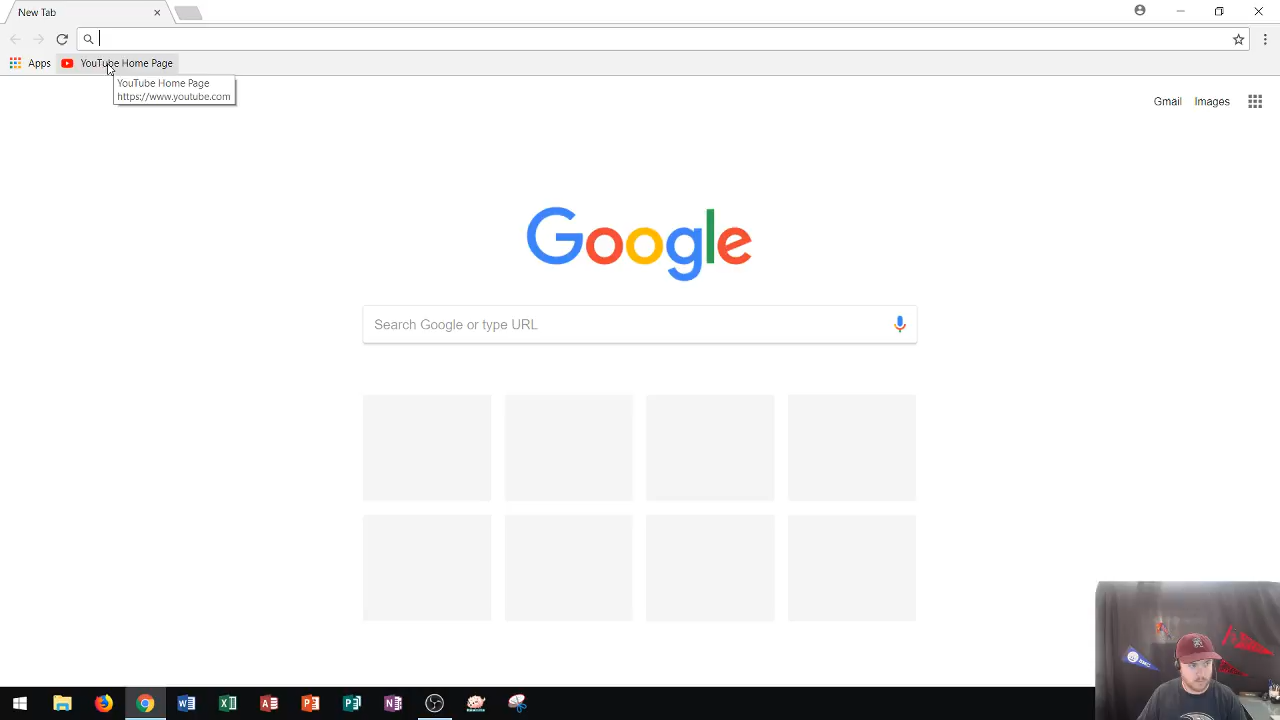 New Tab
Apps
YouTube Home Page
YouTube Home Page
https://www.youtube.com
Gmail Images
Google
Search Google or type URL